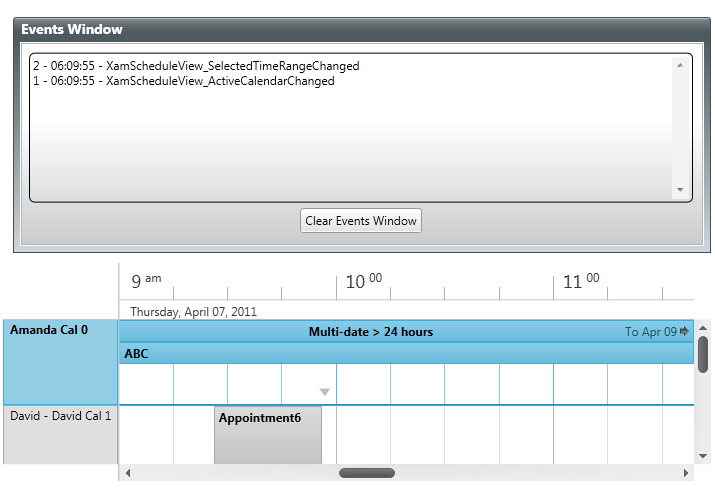 Events Window
2 - 06:09:55 - XamScheduleView_SelectedTimeRangeChanged
1 - 06:09:55 - XamScheduleView_ActiveCalendarChanged
Clear Events Window
9 am 10 00 11 00
Thursday, April 07, 2011
Amanda Cal 0
Multi-date > 24 hours To Apr 09
ABC
David - David Cal 1
Appointment6